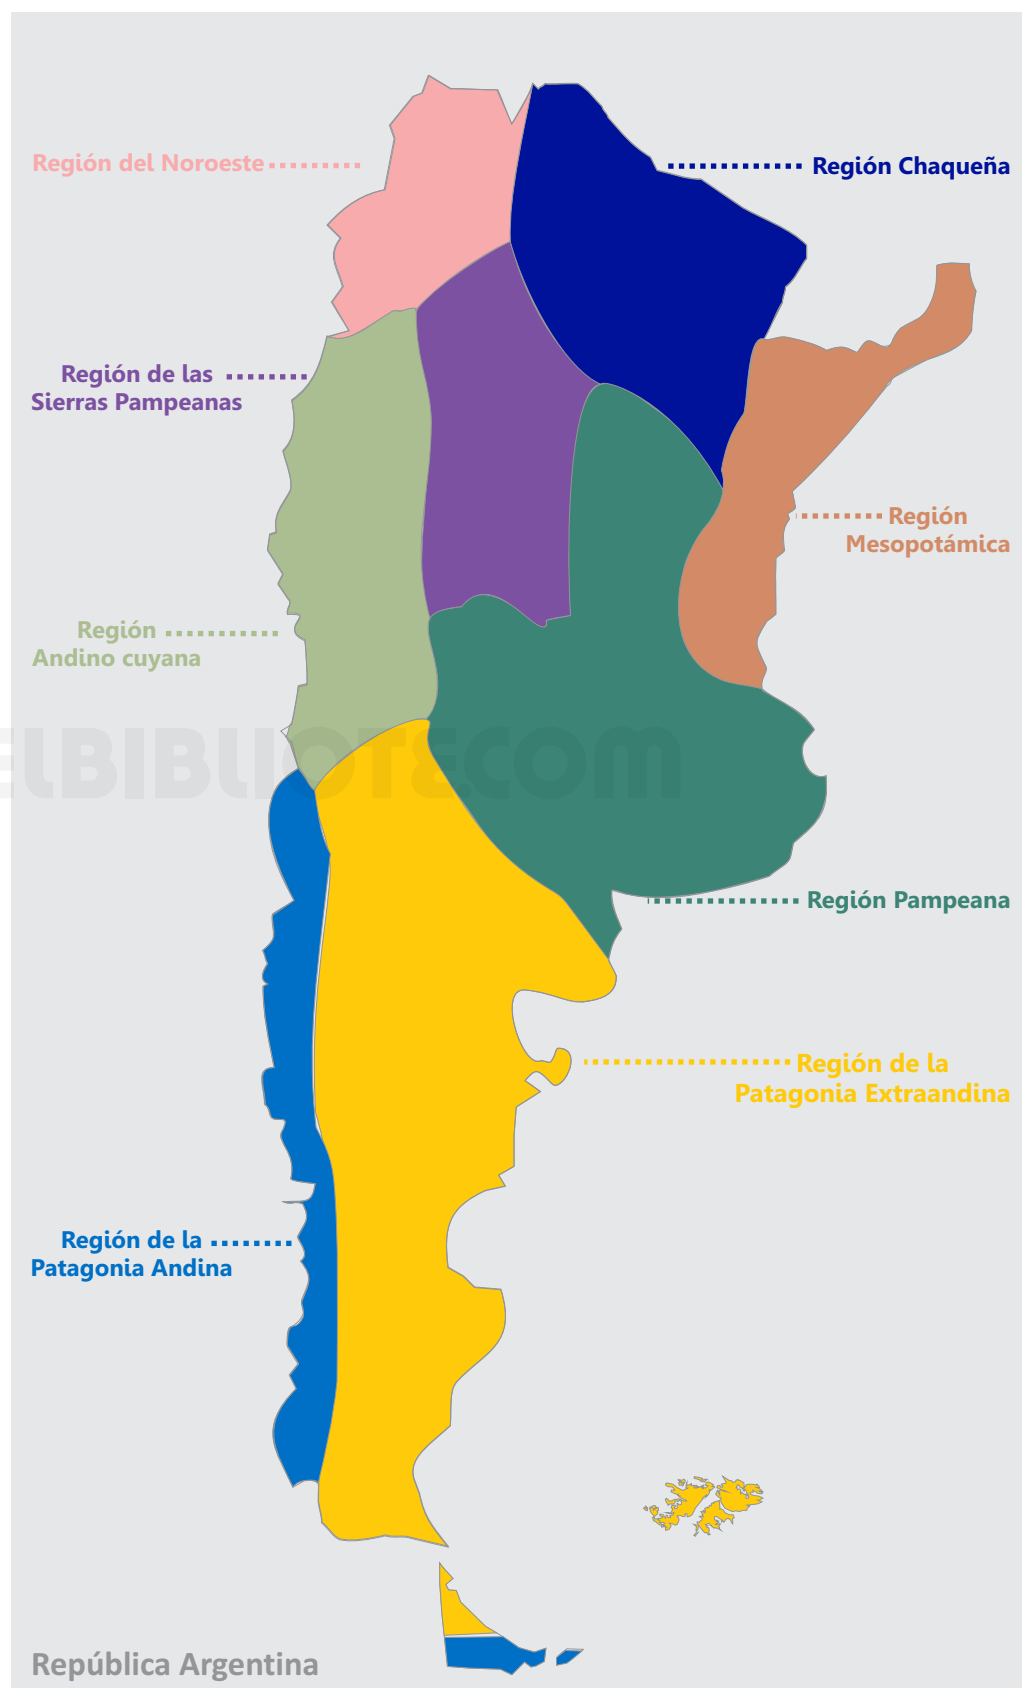 Región del Noroeste
Región Chaqueña
Región de las
Sierras Pampeanas
Región
Mesopotámica
Región
Andino cuyana
ELBIBLIOTECOM
Región Pampeana
Región de la
Patagonia Extraandina
Región de la
Patagonia Andina
República Argentina